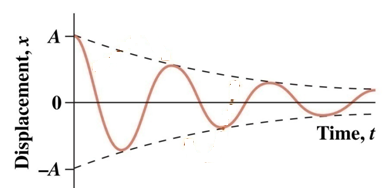 A
Displacement, x
0
Time, t
–A